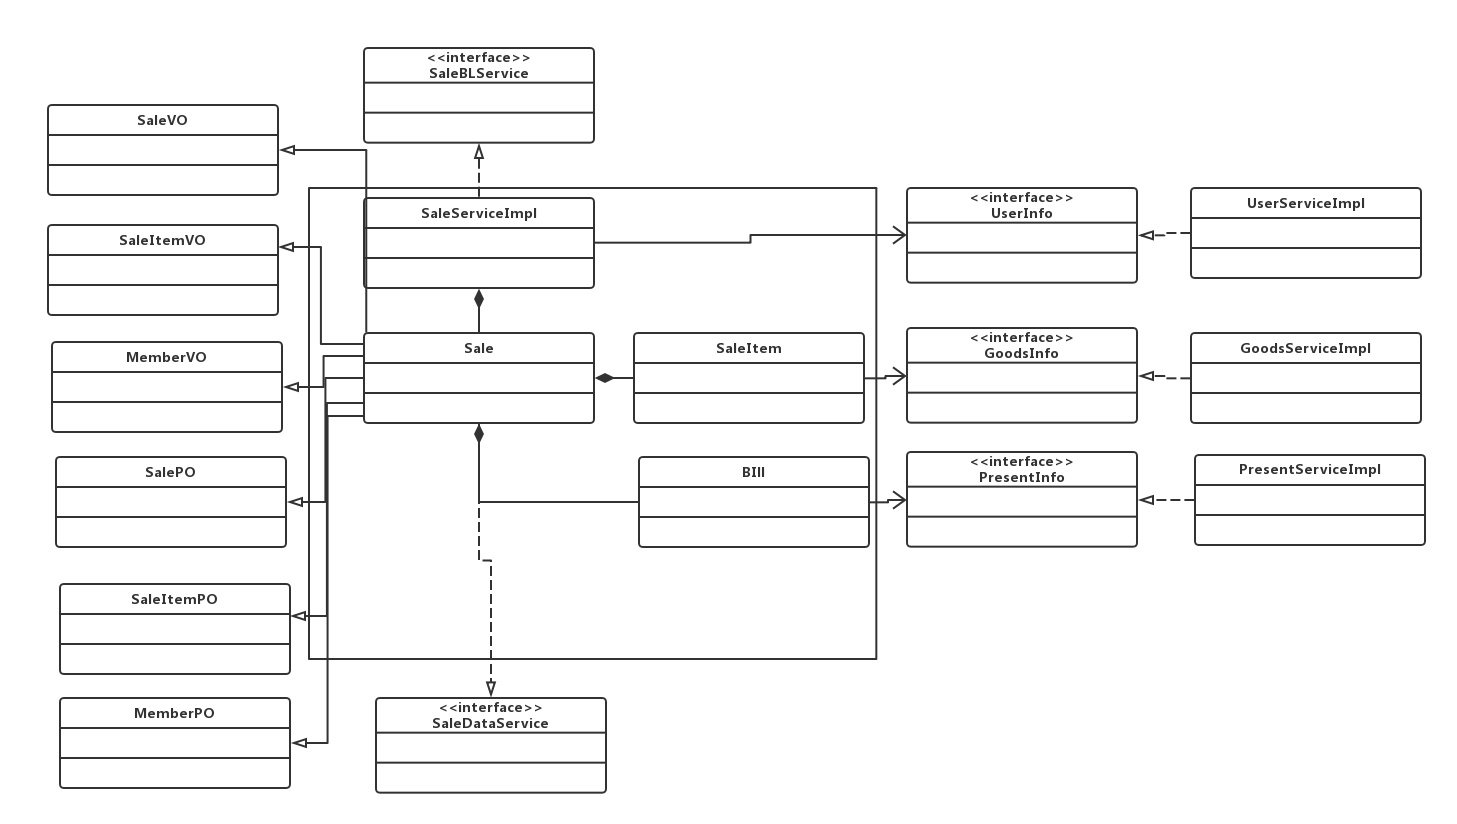 <<interface>>
SaleBLService
SaleVO
SaleServiceImpl
<<interface>>
UserInfo
UserServiceImpl
SaleItemVO
MemberVO
Sale
SaleItem
<<interface>>
GoodsInfo
GoodsServiceImpl
SalePO
BIll
<<interface>>
PresentInfo
PresentServiceImpl
SaleItemPO
MemberPO
<<interface>>
SaleDataService